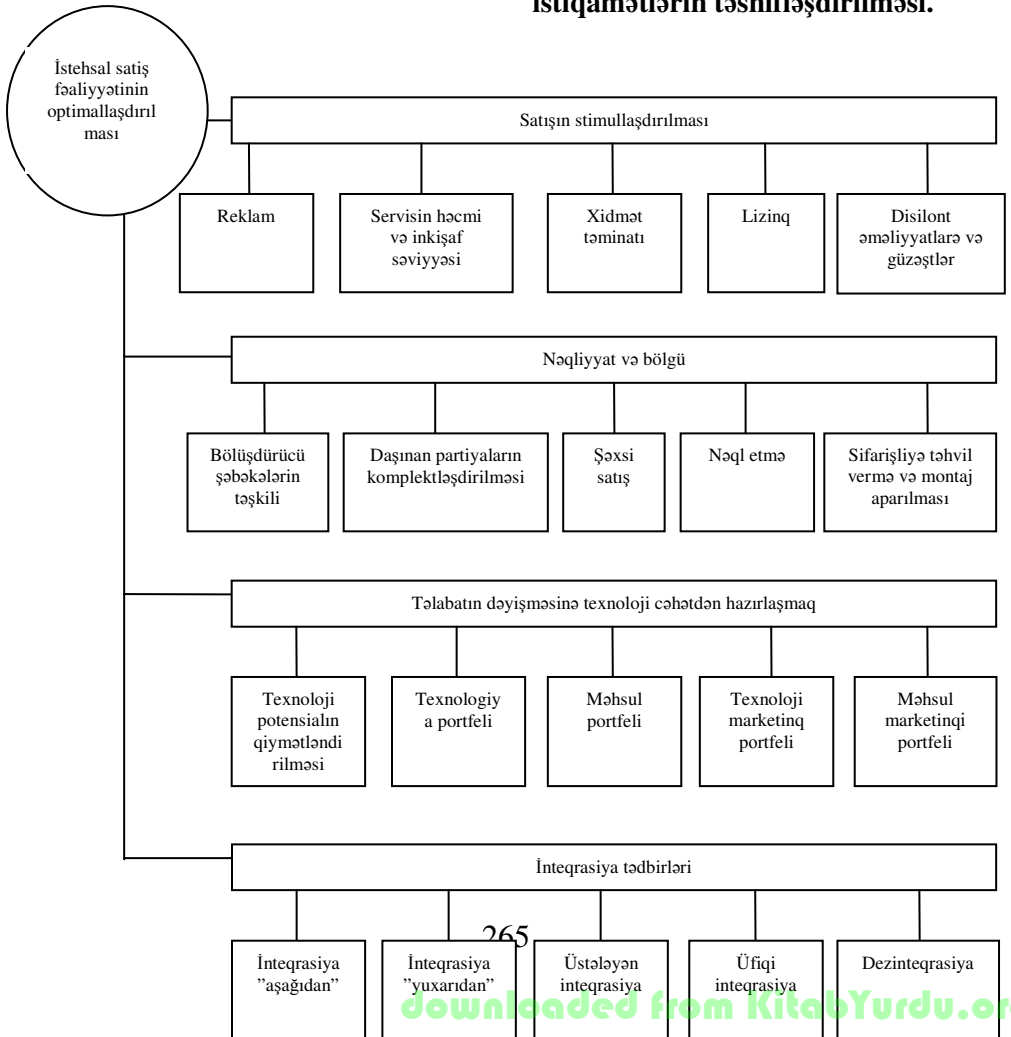 istiqamətlərin təsnifləşdirilməsi.
İstehsal satiş
fəaliyyətinin
optimallaşdırıl
ması
Satışın stimullaşdırılması
Reklam
Servisin həcmi
və inkişaf
səviyyəsi
Xidmət
təminatı
Lizinq
Disilont
əməliyyatlarə və
güzəştlər
Nəqliyyat və bölgü
Bölüşdürücü
şəbəkələrin
təşkili
Daşınan partiyaların
komplektləşdirilməsi
Şəxsi
satış
Nəql etmə
Sifarişliyə təhvil
vermə və montaj
aparılması
Təlabatın dəyişməsinə texnoloji cəhətdən hazırlaşmaq
Texnoloji
potensialın
qiymətləndi
rilməsi
Texnologiy
a portfeli
Məhsul
portfeli
Texnoloji
marketinq
portfeli
Məhsul
marketinqi
portfeli
İnteqrasiya tədbirləri
265
İnteqrasiya
”aşağıdan”
İnteqrasiya
”yuxarıdan”
Üstələyən
inteqrasiya
Üfiqi
inteqrasiya
Dezinteqrasiya
downloaded from KitabYurdu.or